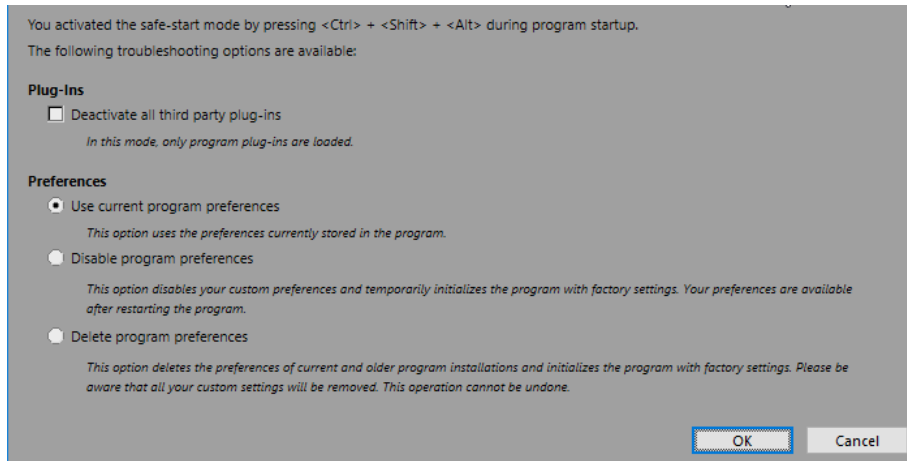 You activated the safe-start mode by pressing <Ctrl> + <Shift> + <Alt> during program startup.
The following troubleshooting options are available:
Plug-Ins
Deactivate all third party plug-ins
In this mode, only program plug-ins are loaded.
Preferences
Use current program preferences
This option uses the preferences currently stored in the program.
Disable program preferences
This option disables your custom preferences and temporarily initializes the program with factory settings. Your preferences are available
after restarting the program.
Delete program preferences
This option deletes the preferences of current and older program installations and initializes the program with factory settings. Please be
aware that all your custom settings will be removed. This operation cannot be undone.
OK Cancel